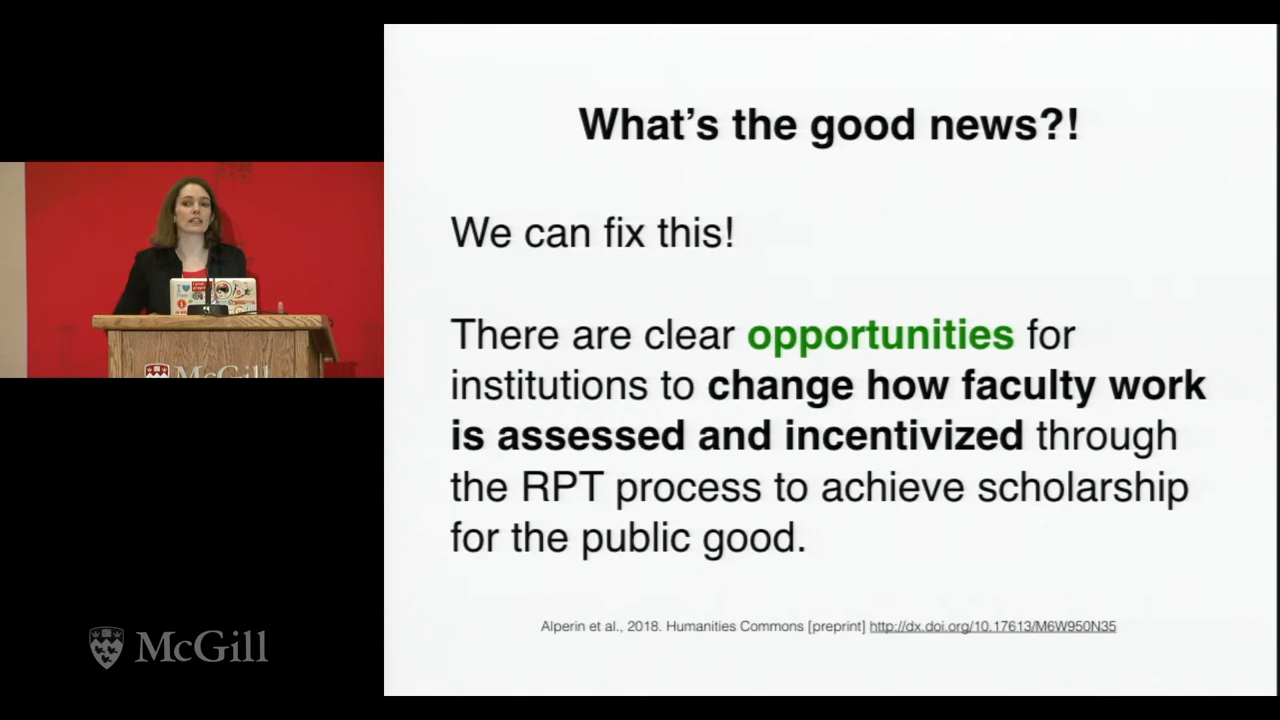 What's the good news?!
We can fix this!
There are clear opportunities for
institutions to change how faculty work
is assessed and incentivized through
the RPT process to achieve scholarship
for the public good.
Alperin et al., 2018. Humanities Commons [preprint] http://dx.doi.org/10.17613/M6W950N35
McGill
McGill